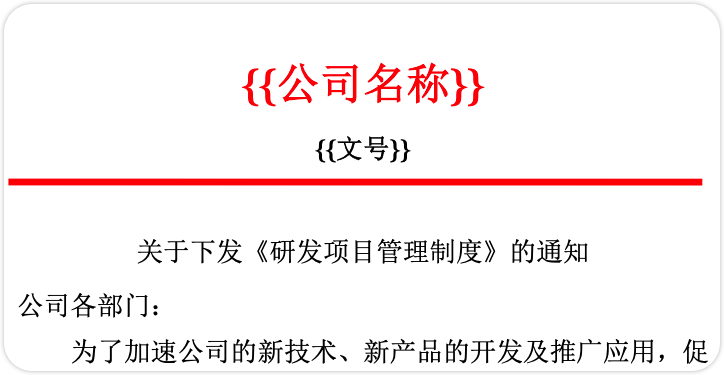 {{公司名称}}
{{文号}}
关于下发《研发项目管理制度》的通知
公司各部门：
为了加速公司的新技术、新产品的开发及推广应用，促